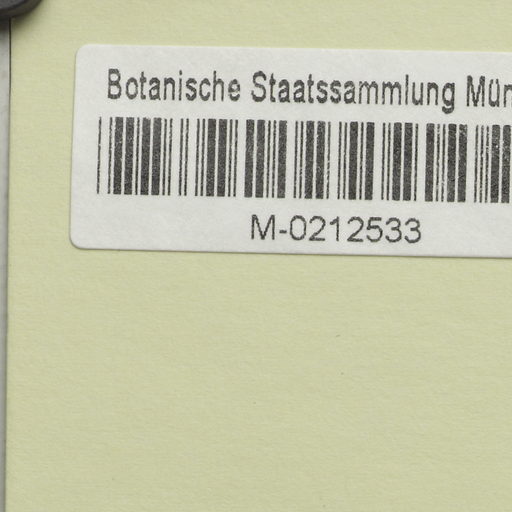 Botanische Staatssammlung Mün
M-0212533